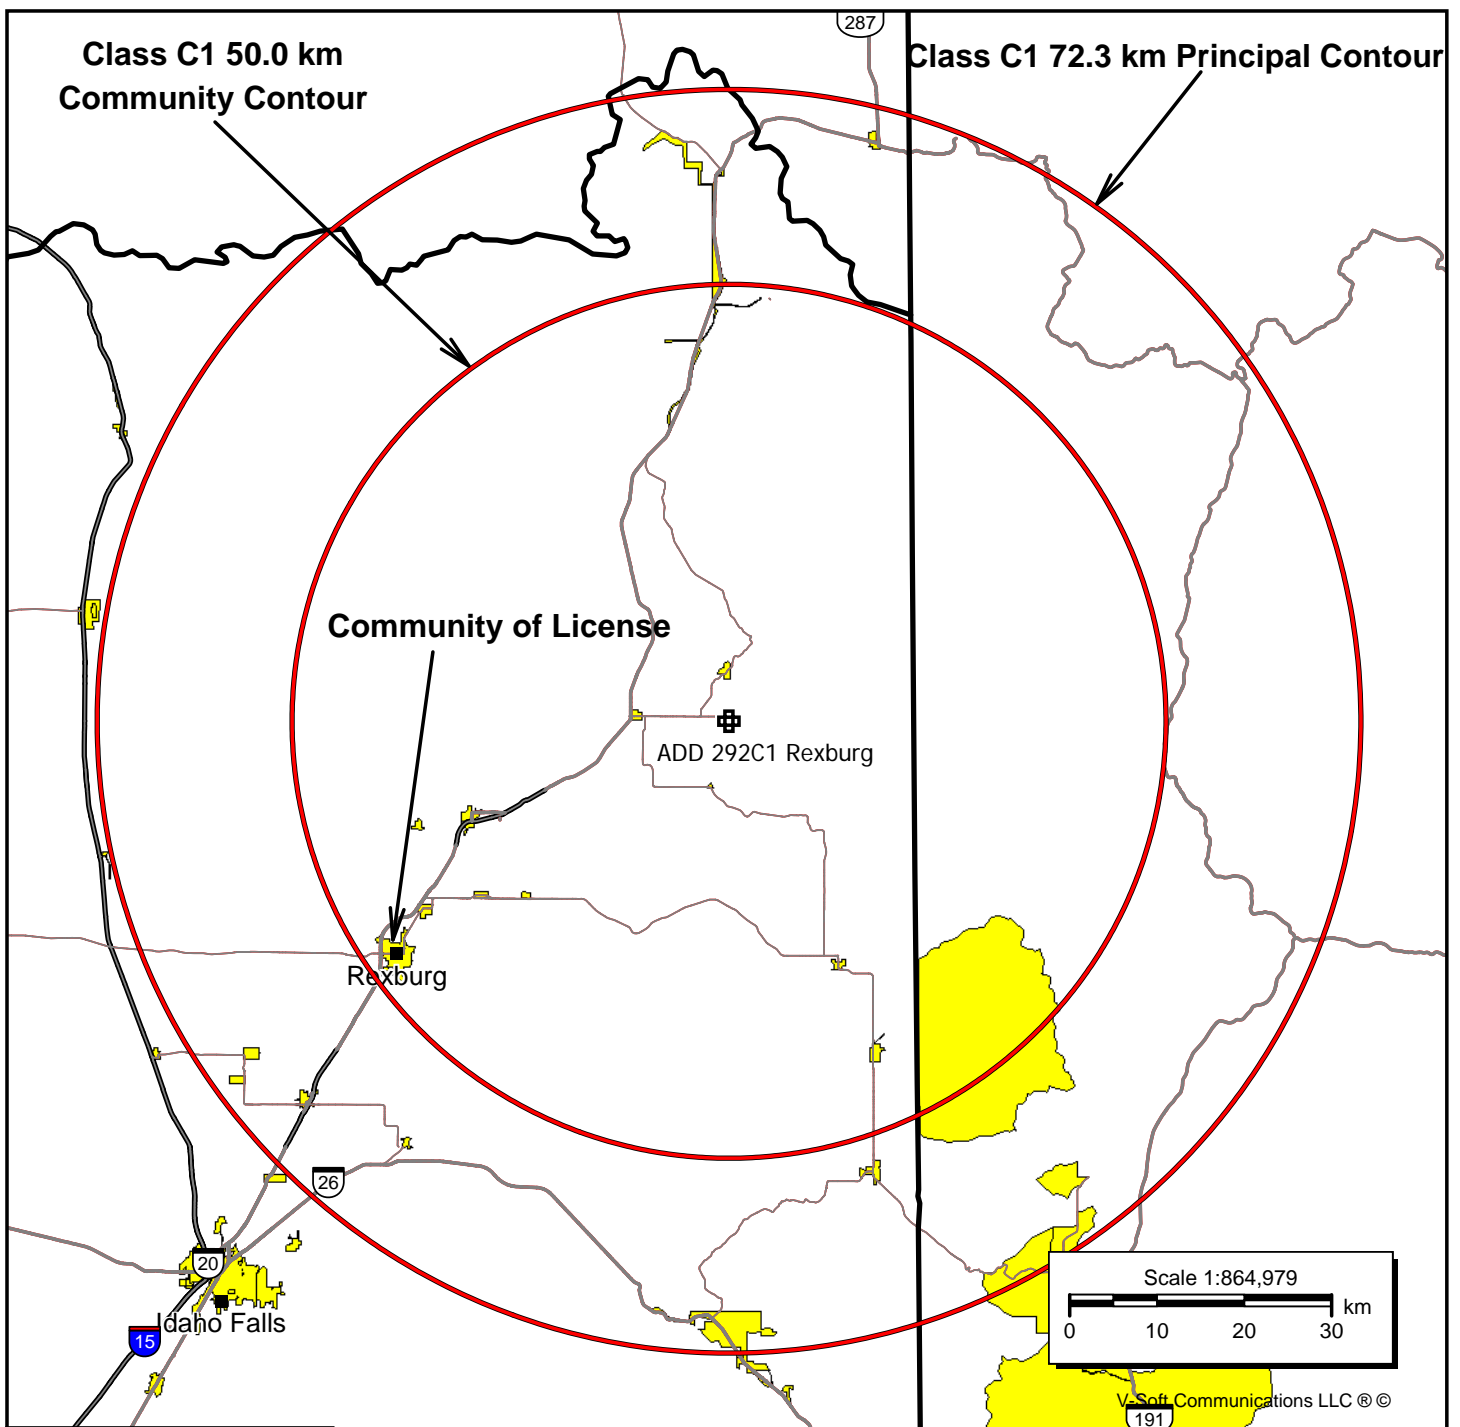 287
Class C1 50.0 km
Community Contour
Class C1 72.3 km Principal Contour
Community of License
ADD 292C1 Rexburg
Rexburg
26
20
Idaho Falls
15
Scale 1:864,979
km
0 10 20 30
V-Soft Communications LLC ® ©
191